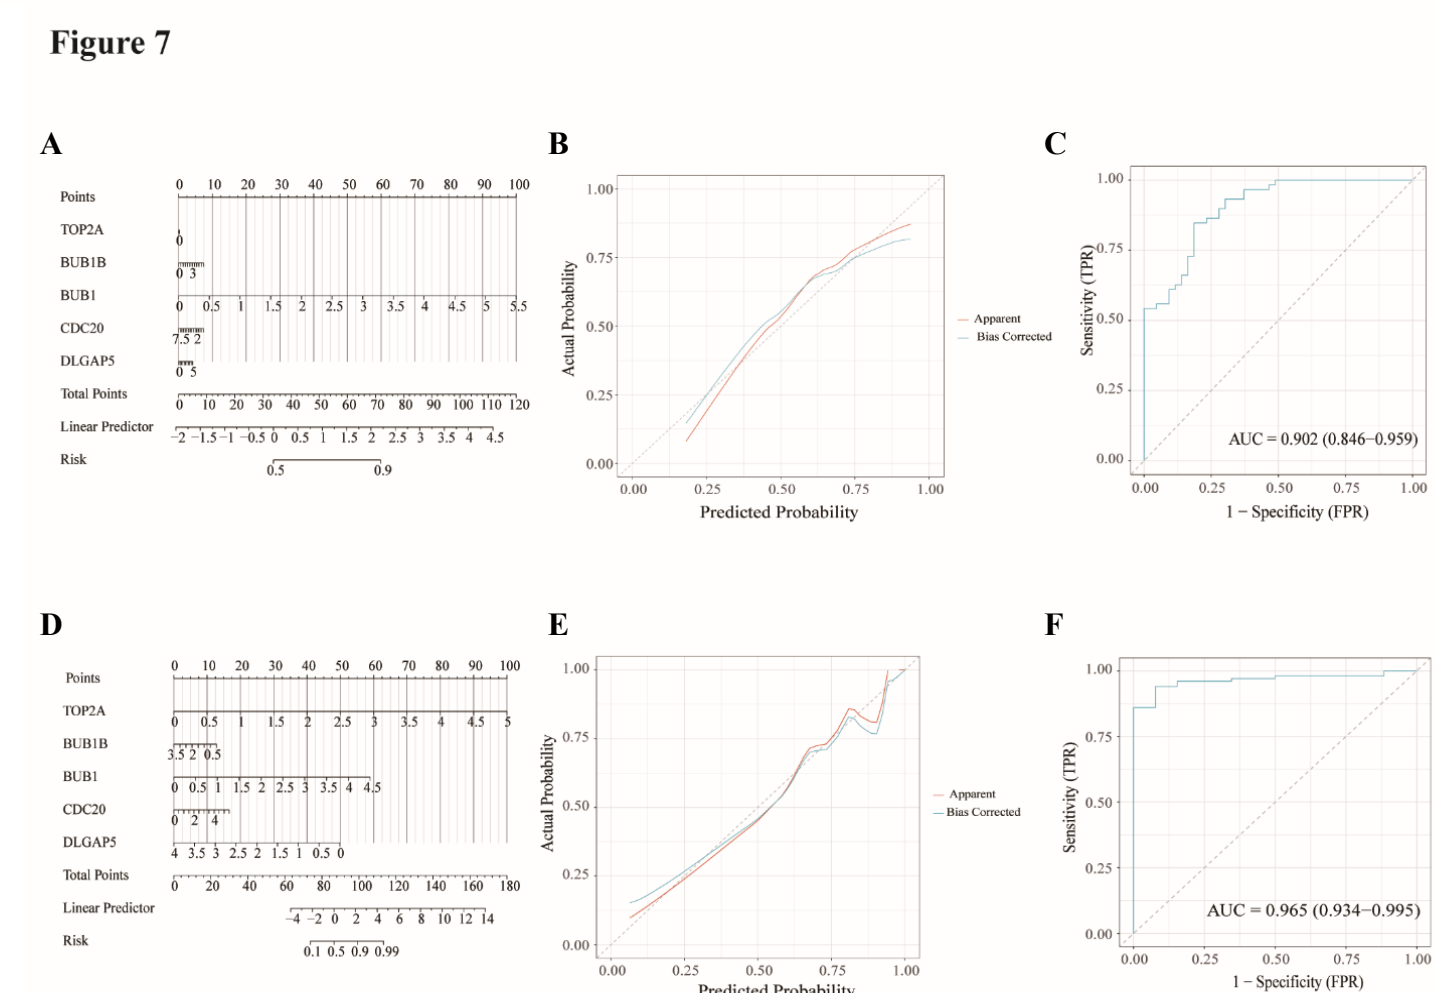 Figure 7
A
Points
0 10 20 30 40 50 60 70 80 90 100
TOP2A
0
BUB1B
0 3
BUB1
0 0.5 1 1.5 2 2.5 3 3.5 4 4.5 5 5.5
CDC20
7.5 2
DLGAP5
0 5
Total Points
0 10 20 30 40 50 60 70 80 90 100 110 120
Linear Predictor
−2 −1.5 −1 −0.5 0 0.5 1 1.5 2 2.5 3 3.5 4 4.5
Risk
0.5 0.9
B
Actual Probability
1.00
0.75
0.50
0.25
0.00
0.00 0.25 0.50 0.75 1.00
Predicted Probability
Apparent
Bias Corrected
C
Sensitivity (TPR)
1.00
0.75
0.50
0.25
0.00
AUC = 0.902 (0.846−0.959)
0.00 0.25 0.50 0.75 1.00
1 − Specificity (FPR)
D
Points
0 10 20 30 40 50 60 70 80 90 100
TOP2A
0 0.5 1 1.5 2 2.5 3 3.5 4 4.5 5
BUB1B
3.5 2 0.5
BUB1
0 0.5 1 1.5 2 2.5 3 3.5 4 4.5
CDC20
0 2 4
DLGAP5
4 3.5 3 2.5 2 1.5 1 0.5 0
Total Points
0 20 40 60 80 100 120 140 160 180
Linear Predictor
−4 −2 0 2 4 6 8 10 12 14
Risk
0.1 0.5 0.9 0.99
E
Actual Probability
1.00
0.75
0.50
0.25
0.00
0.00 0.25 0.50 0.75 1.00
Predicted Probability
Apparent
Bias Corrected
F
Sensitivity (TPR)
1.00
0.75
0.50
0.25
0.00
AUC = 0.965 (0.934−0.995)
0.00 0.25 0.50 0.75 1.00
1 − Specificity (FPR)